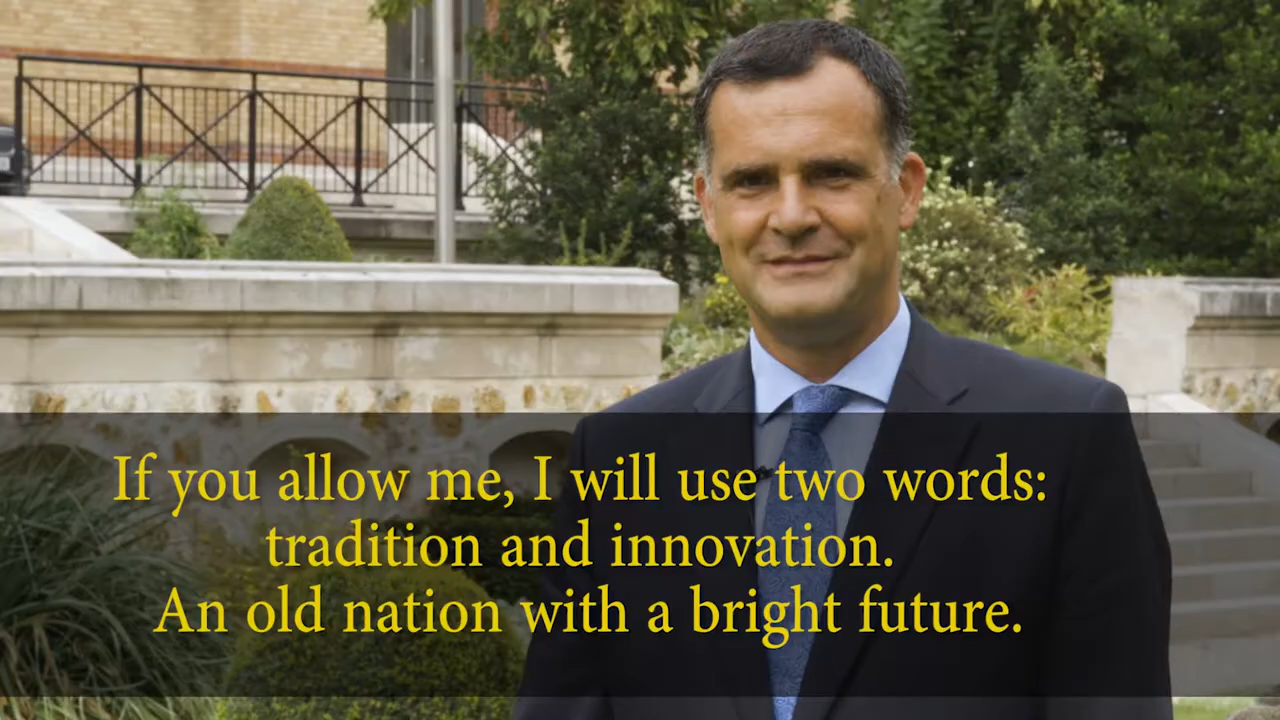 If you allow me, I will use two words:
tradition and innovation.
An old nation with a bright future.